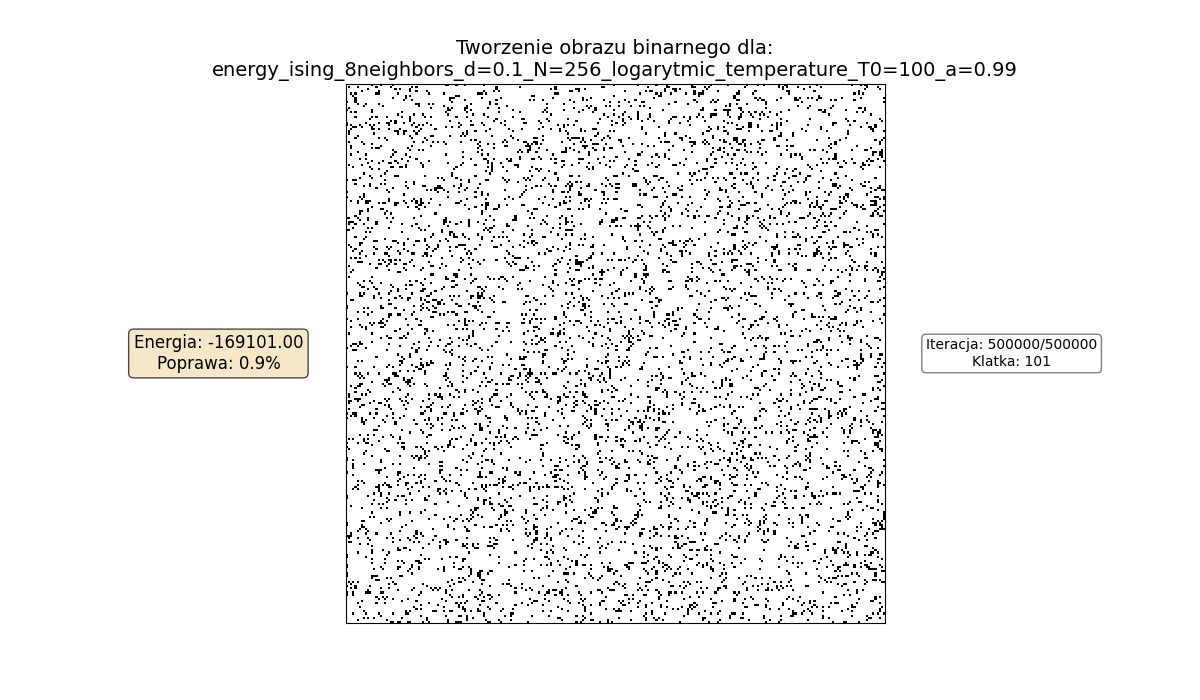 Tworzenie obrazu binarnego dla:
energy_ising_8neighbors_d=0.1_N=256_logarytmic_temperature_T0=100_a=0.99
Energia: -169101.00
Poprawa: 0.9%
Iteracja: 500000/500000
Klatka: 101